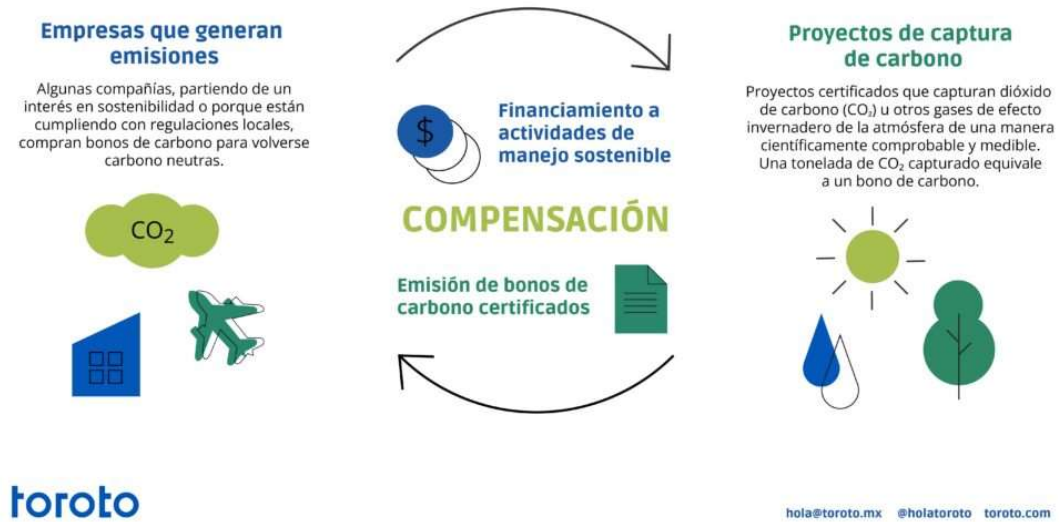 Empresas que generan
emisiones
Algunas compañías, partiendo de un
interés en sostenibilidad o porque están
cumpliendo con regulaciones locales,
compran bonos de carbono para volverse
carbono neutras.
CO₂
$
Financiamiento a
actividades de
manejo sostenible
COMPENSACIÓN
Emisión de bonos de
carbono certificados
Proyectos de captura
de carbono
Proyectos certificados que capturan dióxido
de carbono (CO₂) u otros gases de efecto
invernadero de la atmósfera de una manera
científicamente comprobable y medible.
Una tonelada de CO₂ capturado equivale
a un bono de carbono.
toroto
hola@toroto.mx @holatoroto toroto.com